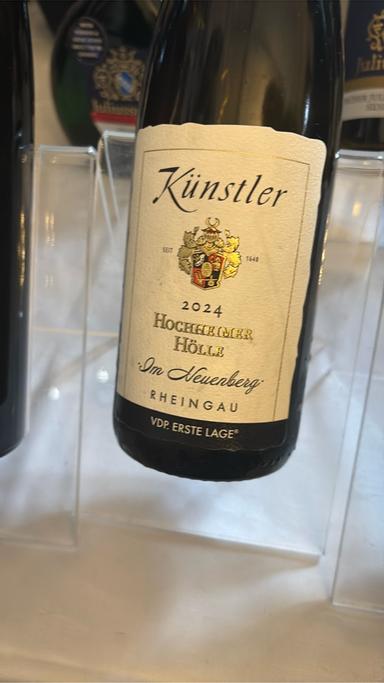 Künstler
SEIT 1648
2024
HOCHHEIMER
HÖLLE
·Im Neuenberg·
RHEINGAU
VDP. ERSTE LAGE®